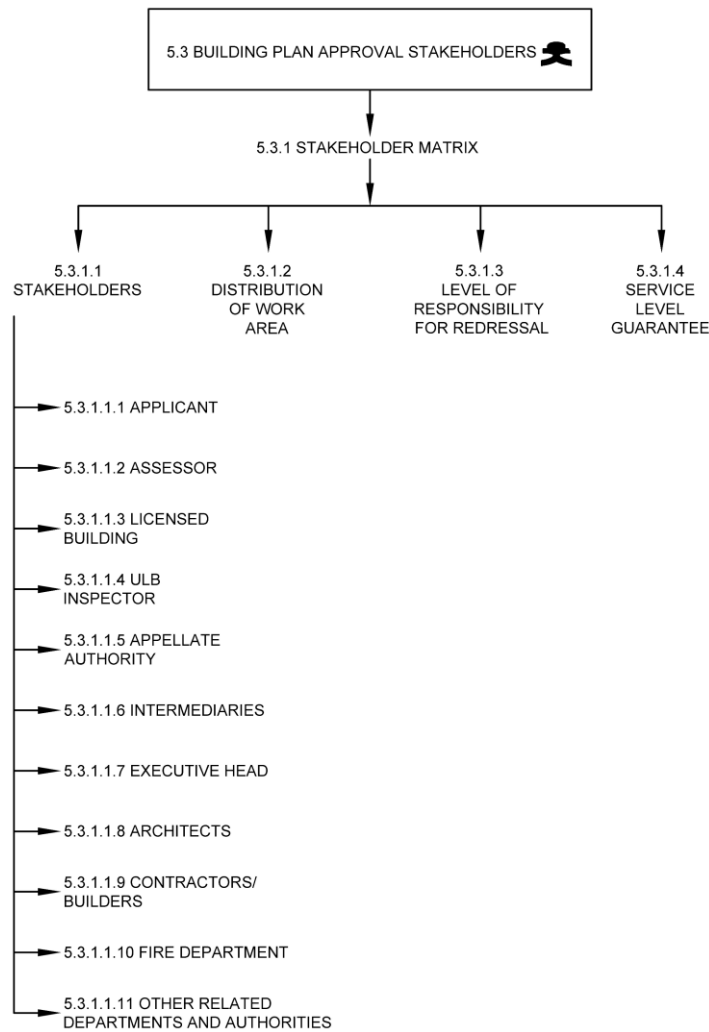 5.3 BUILDING PLAN APPROVAL STAKEHOLDERS
5.3.1 STAKEHOLDER MATRIX
5.3.1.1
STAKEHOLDERS
5.3.1.2
DISTRIBUTION
OF WORK
AREA
5.3.1.3
LEVEL OF
RESPONSIBILITY
FOR REDRESSAL
5.3.1.4
SERVICE
LEVEL
GUARANTEE
5.3.1.1.1 APPLICANT
5.3.1.1.2 ASSESSOR
5.3.1.1.3 LICENSED
BUILDING
5.3.1.1.4 ULB
INSPECTOR
5.3.1.1.5 APPELLATE
AUTHORITY
5.3.1.1.6 INTERMEDIARIES
5.3.1.1.7 EXECUTIVE HEAD
5.3.1.1.8 ARCHITECTS
5.3.1.1.9 CONTRACTORS/
BUILDERS
5.3.1.1.10 FIRE DEPARTMENT
5.3.1.1.11 OTHER RELATED
DEPARTMENTS AND AUTHORITIES